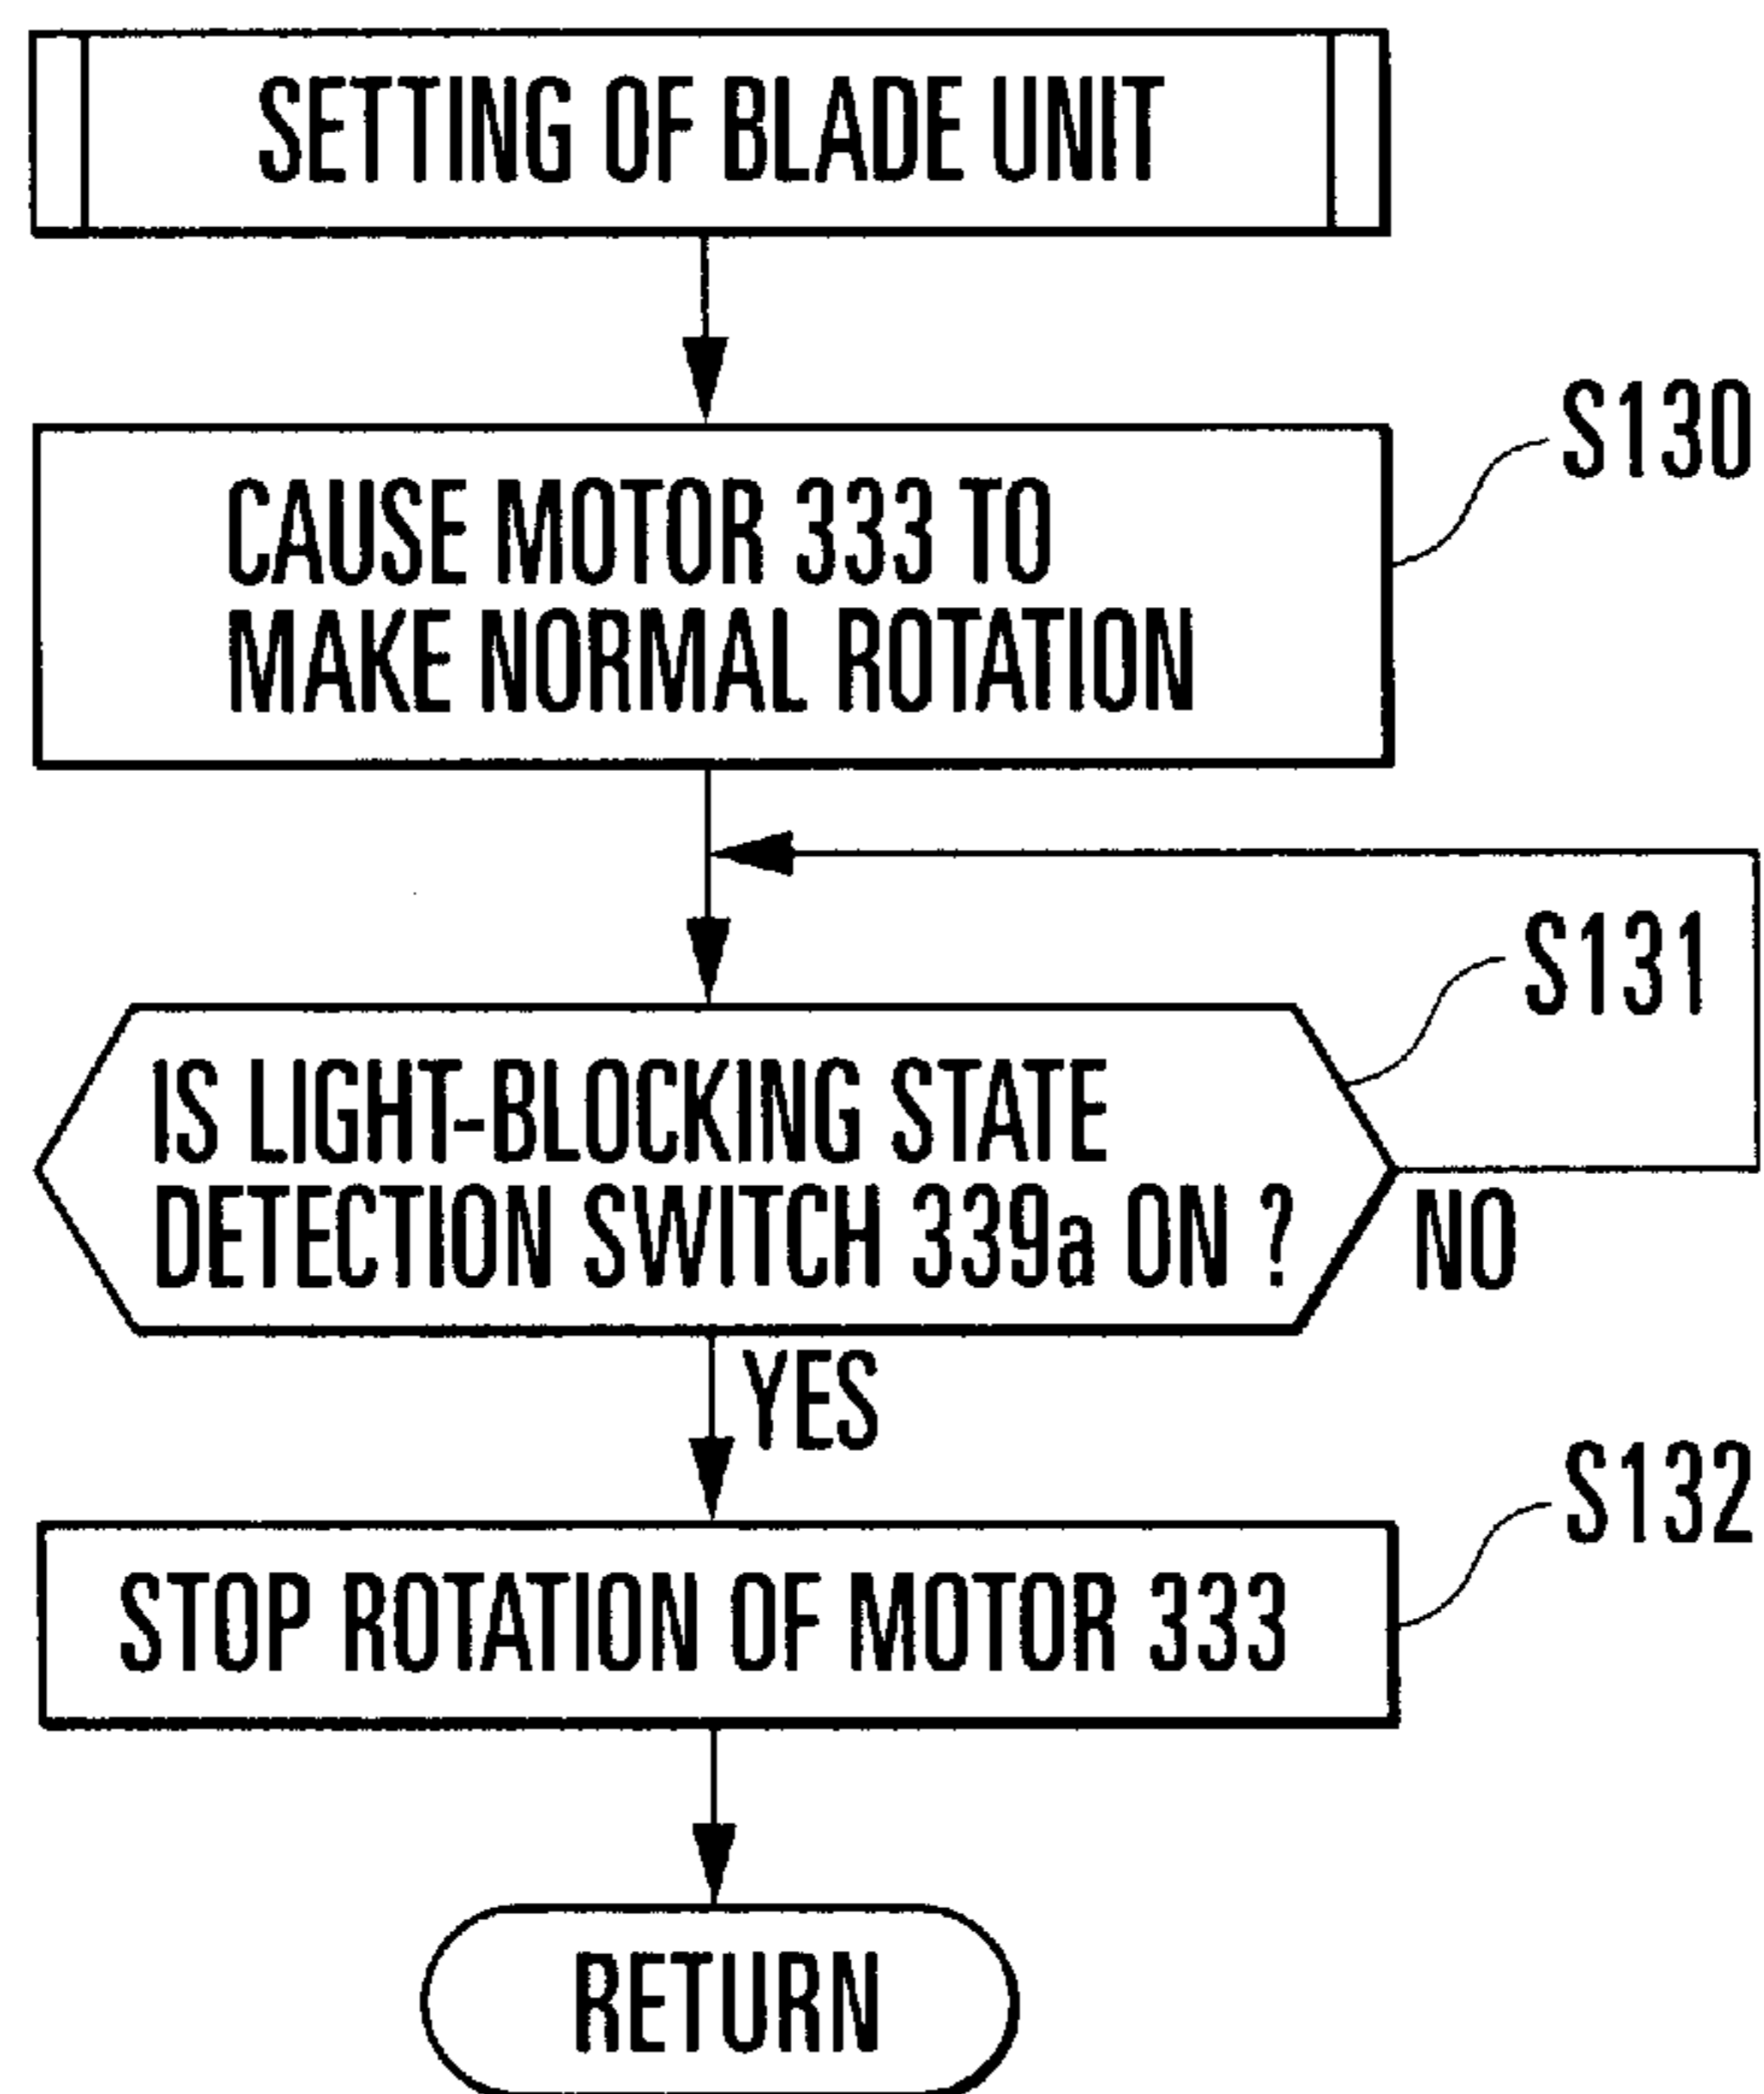 SETTING OF BLADE UNIT
S130
CAUSE MOTOR 333 TO
MAKE NORMAL ROTATION
S131
IS LIGHT-BLOCKING STATE
DETECTION SWITCH 339a ON ?
NO
YES
S132
STOP ROTATION OF MOTOR 333
RETURN